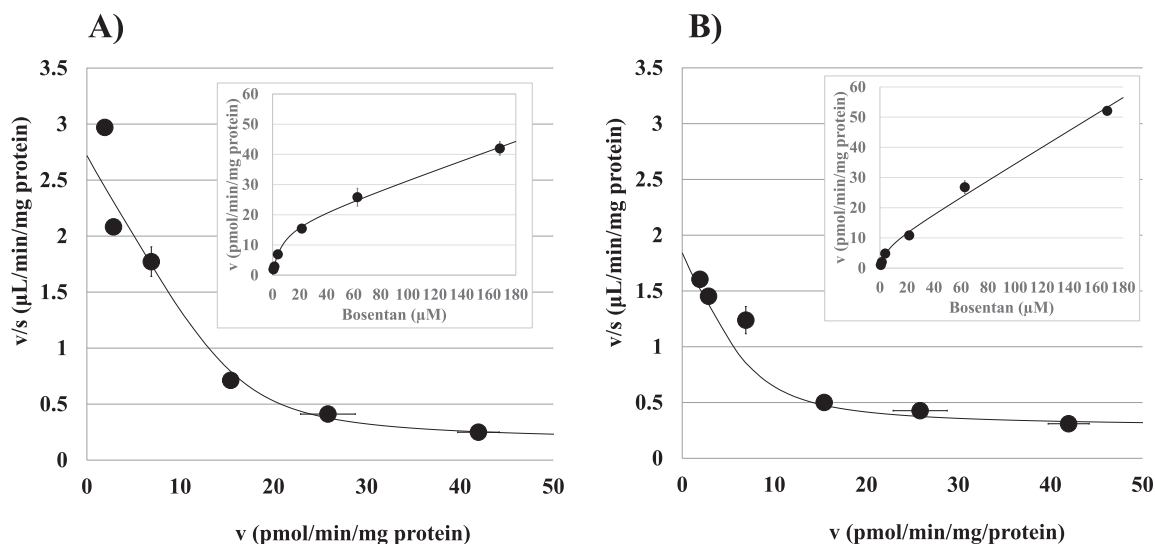 A)
3.5
3
2.5
2
1.5
1
0.5
0
v/s (µL/min/mg protein)
0 10 20 30 40 50
v (pmol/min/mg protein)
60
50
40
30
20
10
0
v (pmol/min/mg protein)
0 20 40 60 80 100 120 140 160 180
Bosentan (µM)
B)
3.5
3
2.5
2
1.5
1
0.5
0
v/s (µL/min/mg protein)
0 10 20 30 40 50
v (pmol/min/mg/protein)
60
50
40
30
20
10
0
v (pmol/min/mg protein)
0 20 40 60 80 100 120 140 160 180
Bosentan (µM)